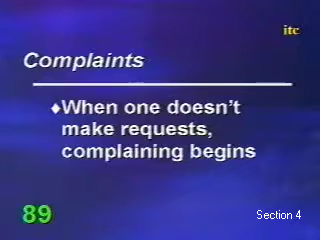 itc
Complaints
♦When one doesn't
make requests,
complaining begins
89
Section 4